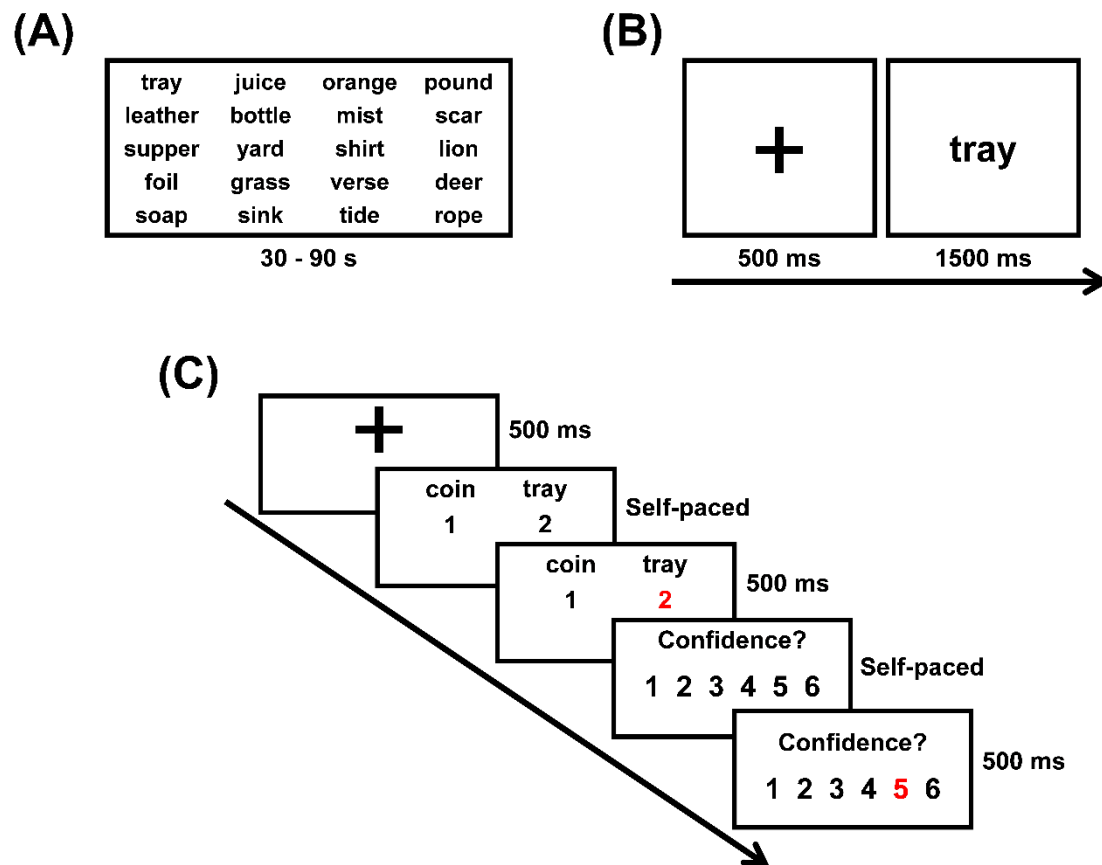 (A)
tray juice orange pound
leather bottle mist scar
supper yard shirt lion
foil grass verse deer
soap sink tide rope
30 - 90 s
(B)
+ tray
500 ms 1500 ms
(C)
+
500 ms
coin tray
1 2
Self-paced
coin tray
1 2
500 ms
Confidence?
1 2 3 4 5 6
Self-paced
Confidence?
1 2 3 4 5 6
500 ms